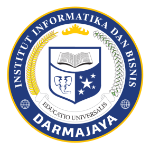 INSTITUT INFORMATIKA DAN BISNIS
EDUCATIO UNIVERSALIS
DARMAJAYA